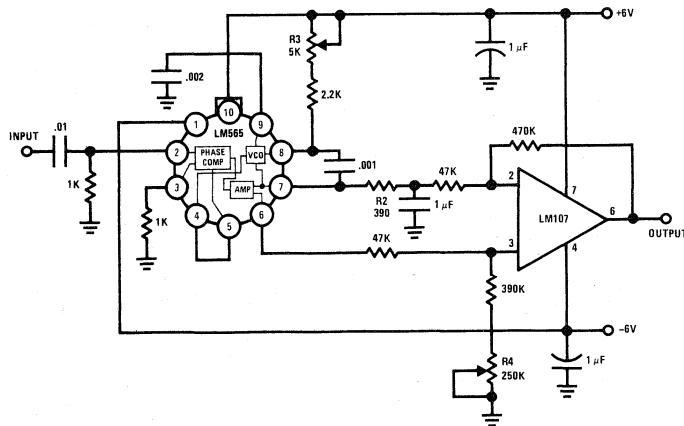 +6V
R3
5K
1 μF
.002
10
LM565
2.2K
1
9
INPUT
.01
470K
2
PHASE
COMP
VCO
8
.001
47K
1K
3
AMP
7
R2
390
1 μF
2
7
LM107
6
OUTPUT
1K
4
5
6
47K
3
4
390K
-6V
R4
250K
1 μF